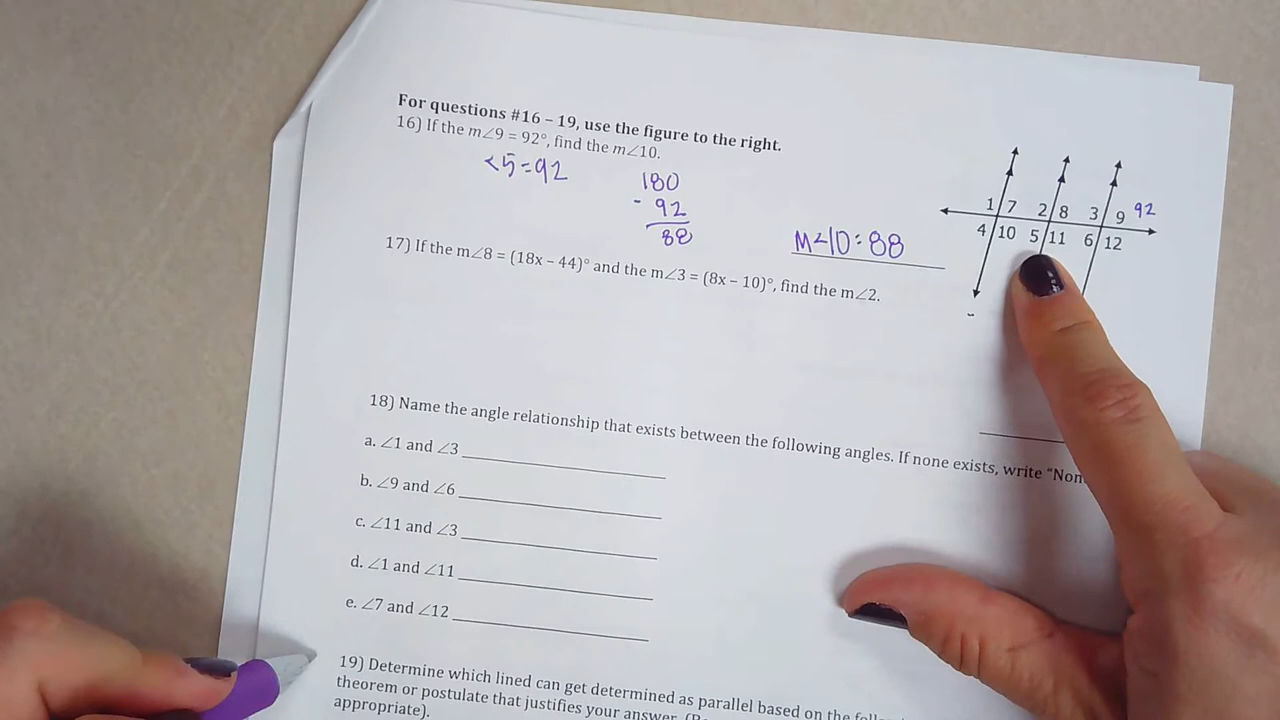 For questions #16 – 19, use the figure to the right.
16) If the m∠9 = 92°, find the m∠10.
<5=92
180
- 92
88
M<10: 88
1 7 2 8 3 9 92
4 10 5 11 6 12
17) If the m∠8 = (18x – 44)° and the m∠3 = (8x – 10)°, find the m∠2.
18) Name the angle relationship that exists between the following angles. If none exists, write “Non
a. ∠1 and ∠3
b. ∠9 and ∠6
c. ∠11 and ∠3
d. ∠1 and ∠11
e. ∠7 and ∠12
19) Determine which lined can get determined as parallel based on the
theorem or postulate that justifies your answer.
appropriate).